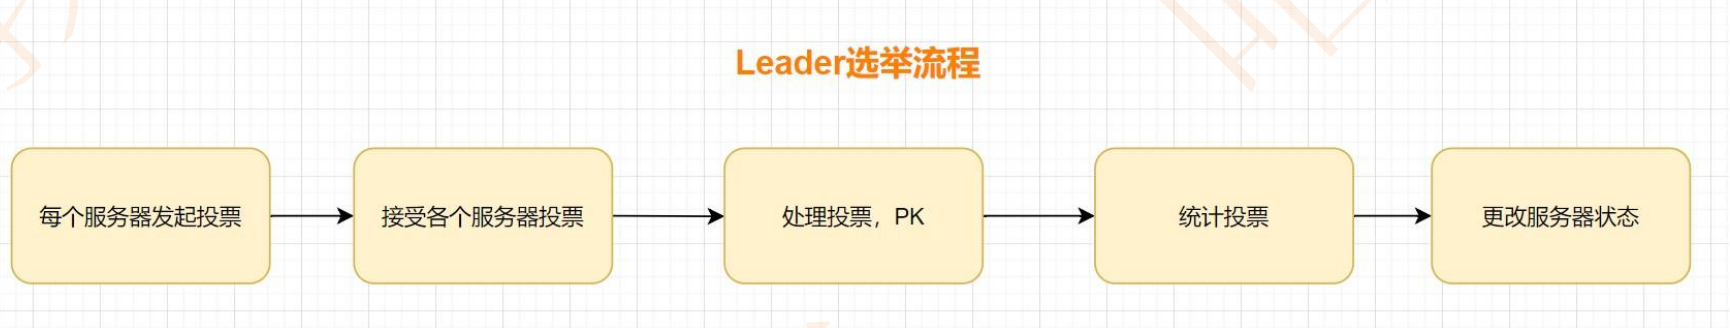 Leader选举流程
每个服务器发起投票
接受各个服务器投票
处理投票，PK
统计投票
更改服务器状态